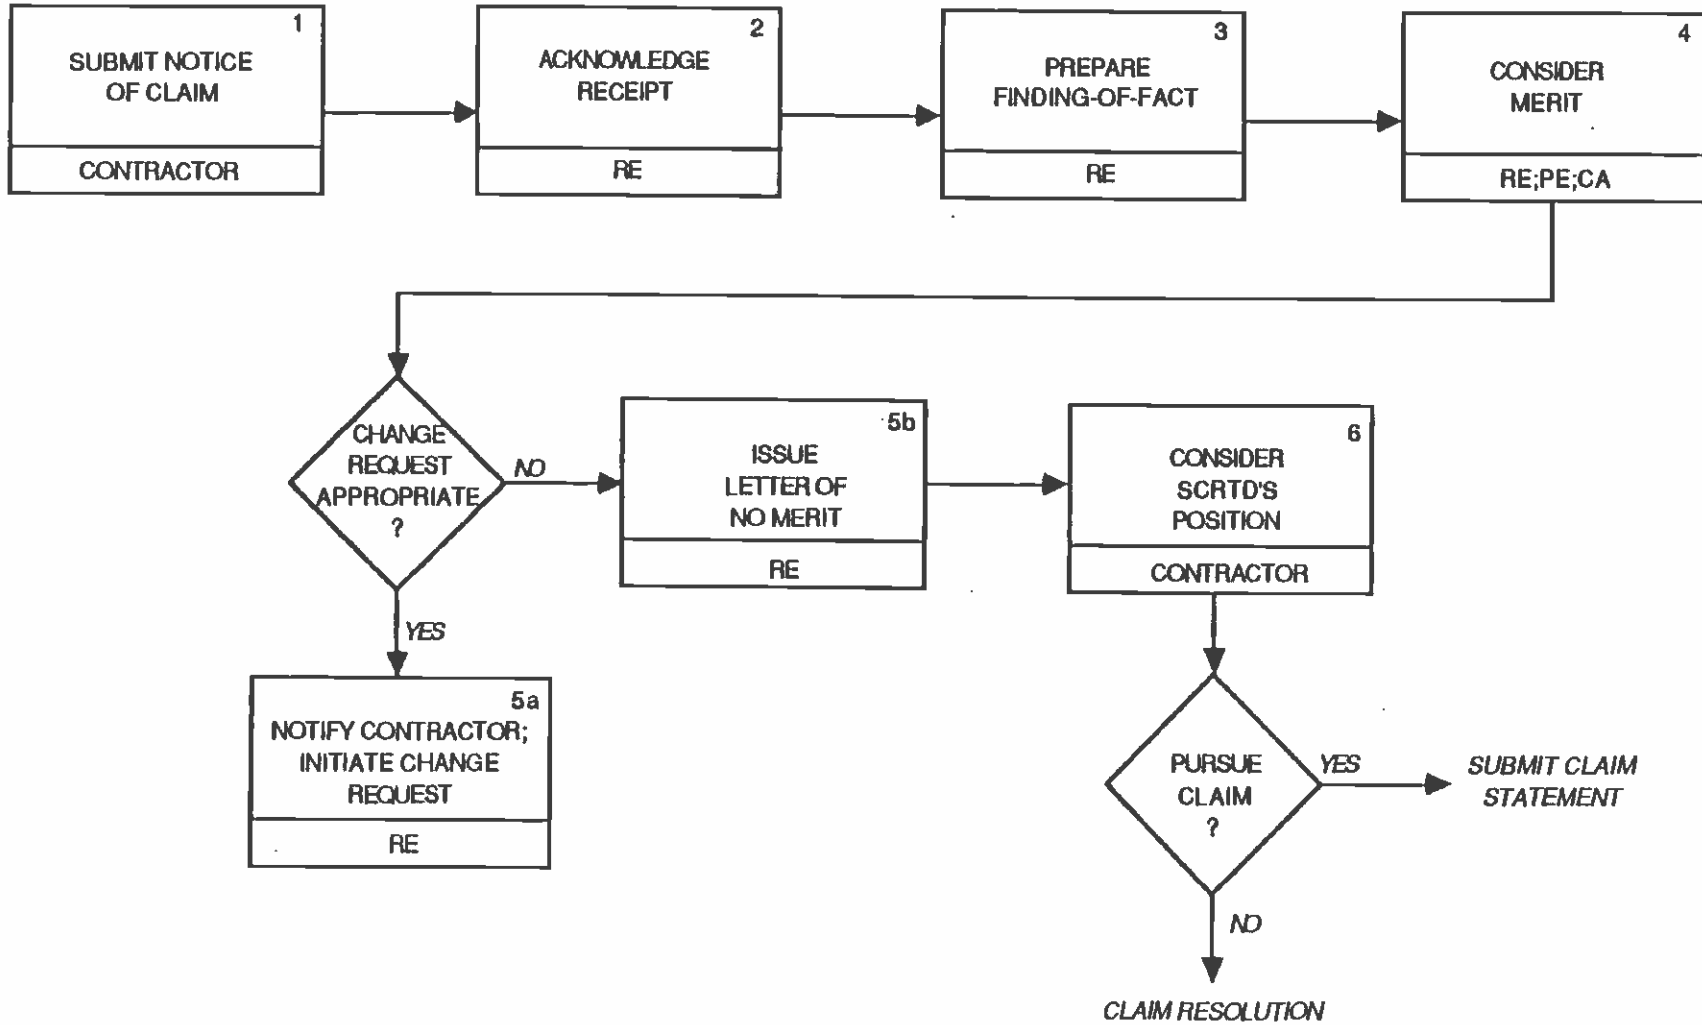 1
SUBMIT NOTICE
OF CLAIM
CONTRACTOR
2
ACKNOWLEDGE
RECEIPT
RE
3
PREPARE
FINDING-OF-FACT
RE
4
CONSIDER
MERIT
RE;PE;CA
CHANGE
REQUEST
APPROPRIATE
?
NO
YES
5b
ISSUE
LETTER OF
NO MERIT
RE
6
CONSIDER
SCRTD'S
POSITION
CONTRACTOR
5a
NOTIFY CONTRACTOR;
INITIATE CHANGE
REQUEST
RE
PURSUE
CLAIM
?
YES
SUBMIT CLAIM
STATEMENT
NO
CLAIM RESOLUTION